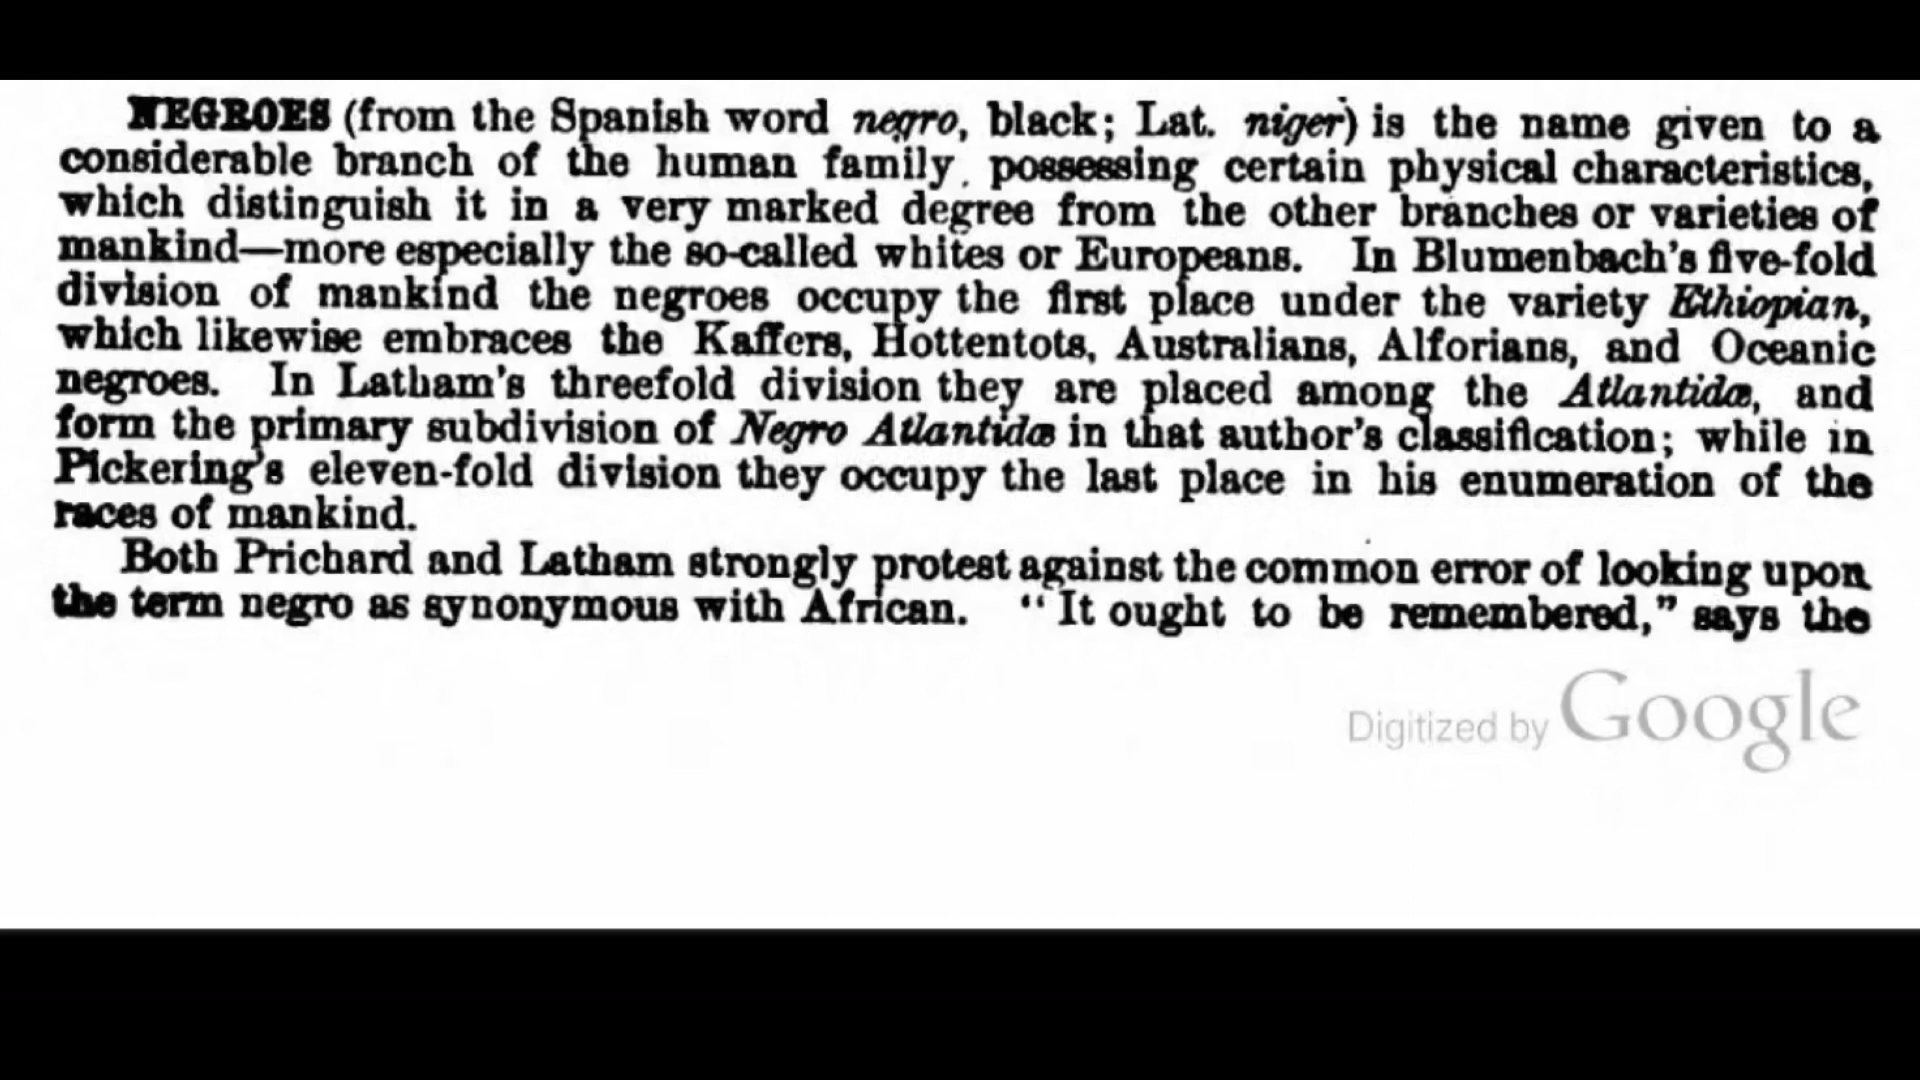 NEGROES (from the Spanish word negro, black; Lat. niger) is the name given to a
considerable branch of the human family. possessing certain physical characteristics,
which distinguish it in a very marked degree from the other branches or varieties of
mankind—more especially the so-called whites or Europeans. In Blumenbach's five-fold
division of mankind the negroes occupy the first place under the variety Ethiopian,
which likewise embraces the Kaffers, Hottentots, Australians, Alforians, and Oceanic
negroes. In Latham's threefold division they are placed among the Atlantidæ, and
form the primary subdivision of Negro Atlantidæ in that author's classification; while in
Pickering's eleven-fold division they occupy the last place in his enumeration of the
races of mankind.
Both Prichard and Latham strongly protest against the common error of looking upon
the term negro as synonymous with African. “It ought to be remembered,” says the
Digitized by Google